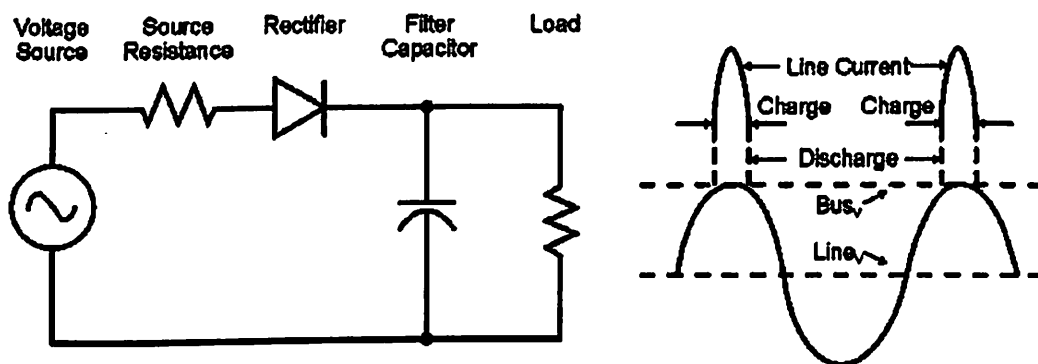 Voltage
Source
Source
Resistance
Rectifier
Filter
Capacitor
Load
Line Current
Charge
Charge
Discharge
Busv
Linev